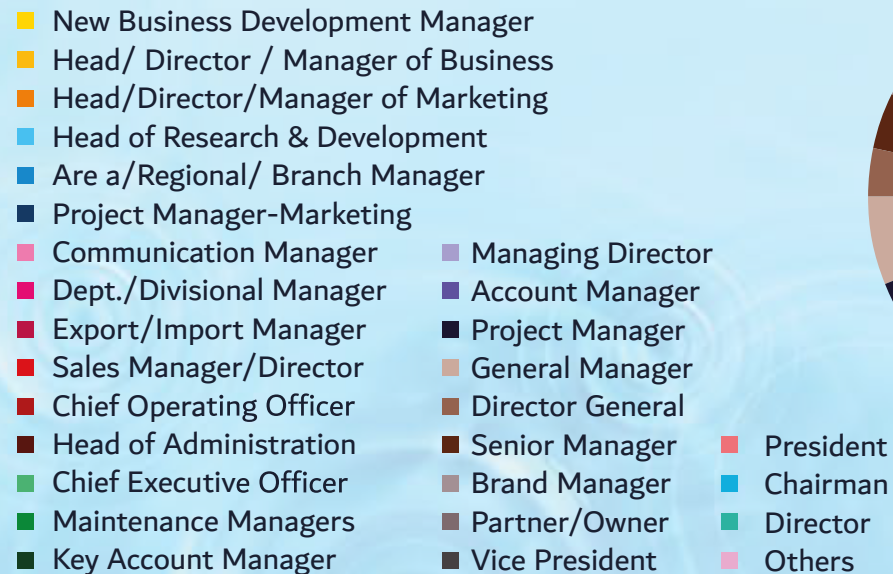 New Business Development Manager
Head/ Director / Manager of Business
Head/Director/Manager of Marketing
Head of Research & Development
Are a/Regional/ Branch Manager
Project Manager-Marketing
Communication Manager
Dept./Divisional Manager
Export/Import Manager
Sales Manager/Director
Chief Operating Officer
Head of Administration
Chief Executive Officer
Maintenance Managers
Key Account Manager
Managing Director
Account Manager
Project Manager
General Manager
Director General
Senior Manager
Brand Manager
Partner/Owner
Vice President
President
Chairman
Director
Others